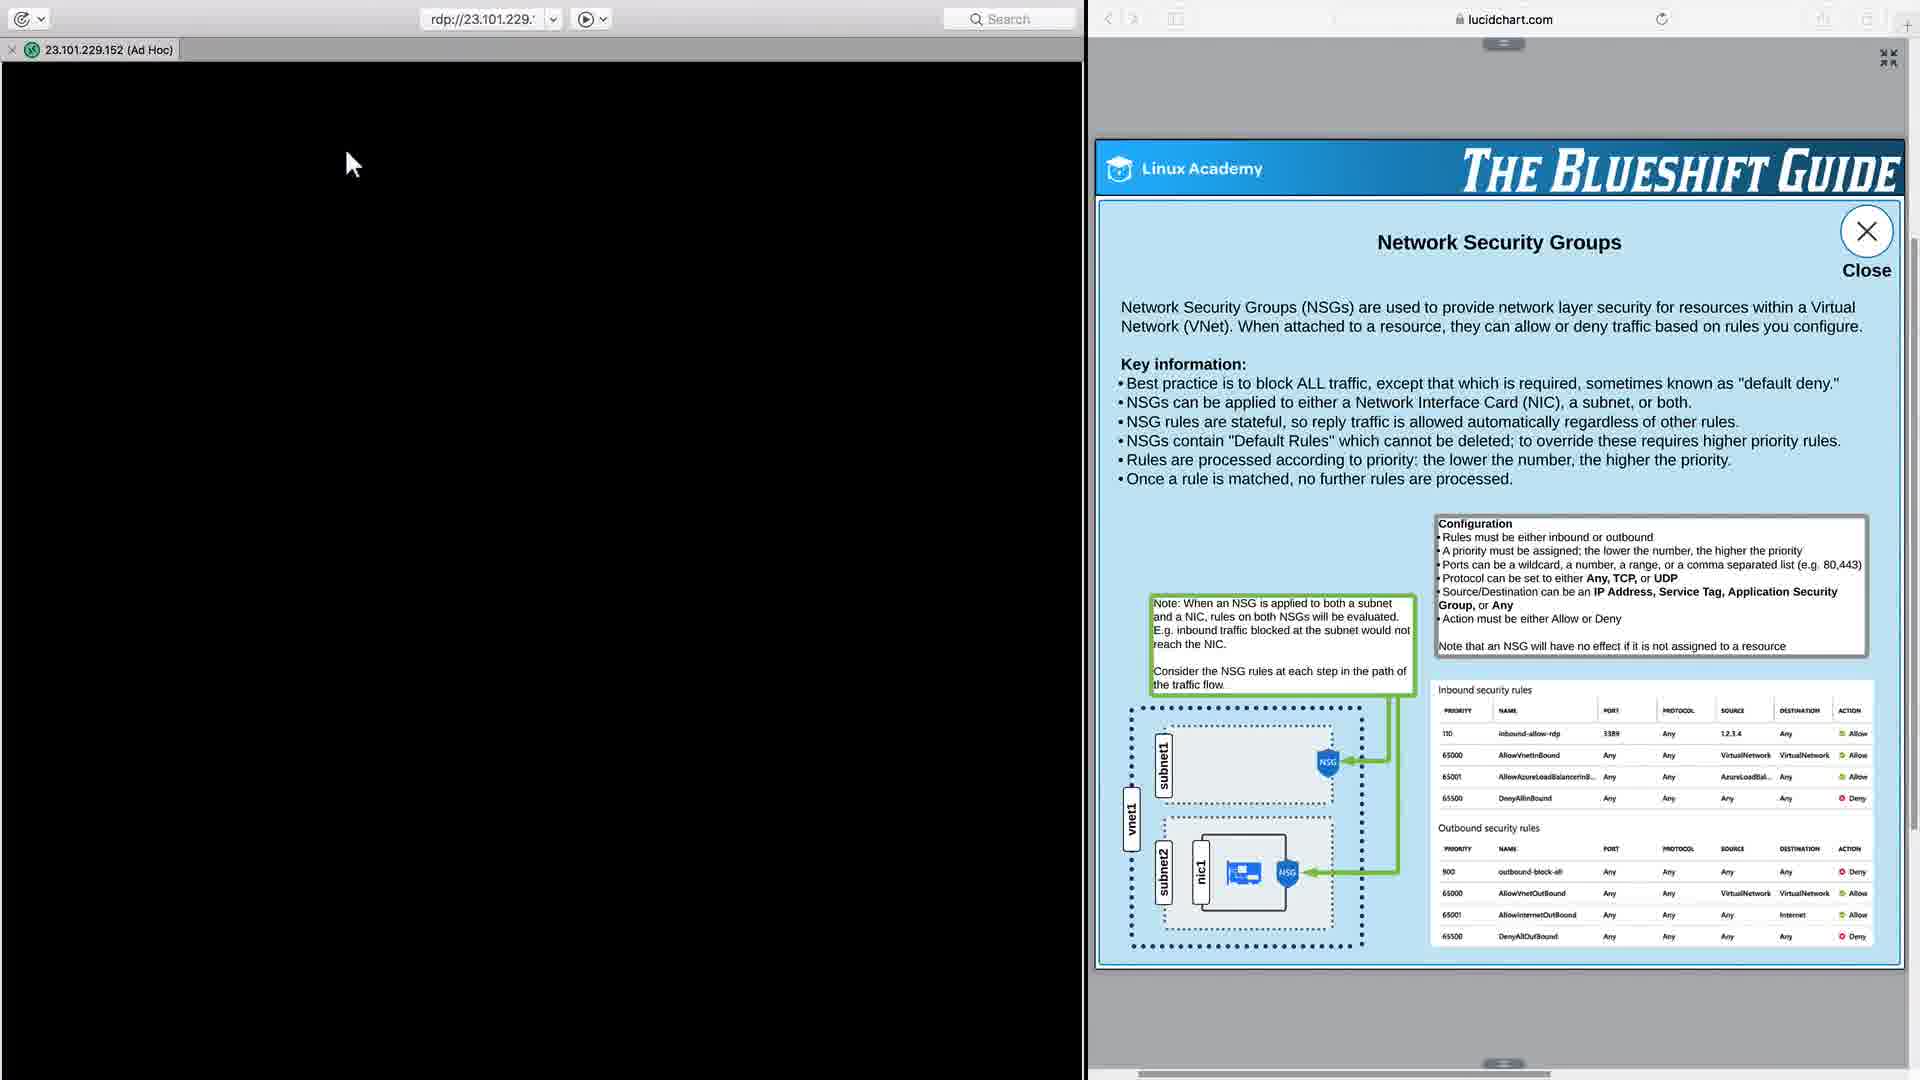 rdp://23.101.229.'
Search
lucidchart.com
23.101.229.152 (Ad Hoc)
Linux Academy
THE BLUESHIFT GUIDE
Network Security Groups
Close
Network Security Groups (NSGs) are used to provide network layer security for resources within a Virtual
Network (VNet). When attached to a resource, they can allow or deny traffic based on rules you configure.
Key information:
• Best practice is to block ALL traffic, except that which is required, sometimes known as "default deny."
• NSGs can be applied to either a Network Interface Card (NIC), a subnet, or both.
• NSG rules are stateful, so reply traffic is allowed automatically regardless of other rules.
• NSGs contain "Default Rules" which cannot be deleted; to override these requires higher priority rules.
• Rules are processed according to priority: the lower the number, the higher the priority.
• Once a rule is matched, no further rules are processed.
Configuration
• Rules must be either inbound or outbound
• A priority must be assigned; the lower the number, the higher the priority
• Ports can be a wildcard, a number, a range, or a comma separated list (e.g. 80,443)
• Protocol can be set to either Any, TCP, or UDP
• Source/Destination can be an IP Address, Service Tag, Application Security
Group, or Any
• Action must be either Allow or Deny
Note that an NSG will have no effect if it is not assigned to a resource
Note: When an NSG is applied to both a subnet
and a NIC, rules on both NSGs will be evaluated.
E.g. inbound traffic blocked at the subnet would not
reach the NIC.
Consider the NSG rules at each step in the path of
the traffic flow.
vnet1
subnet1
NSG
subnet2
nic1
NSG
Inbound security rules
PRIORITY NAME PORT PROTOCOL SOURCE DESTINATION ACTION
110 inbound-allow-rdp 3389 Any 1.2.3.4 Any Allow
65000 AllowVnetInBound Any Any VirtualNetwork VirtualNetwork Allow
65001 AllowAzureLoadBalancerInB... Any Any AzureLoadBal... Any Allow
65500 DenyAllInBound Any Any Any Any Deny
Outbound security rules
PRIORITY NAME PORT PROTOCOL SOURCE DESTINATION ACTION
900 outbound-block-all Any Any Any Any Deny
65000 AllowVnetOutBound Any Any VirtualNetwork VirtualNetwork Allow
65001 AllowInternetOutBound Any Any Any Internet Allow
65500 DenyAllOutBound Any Any Any Any Deny